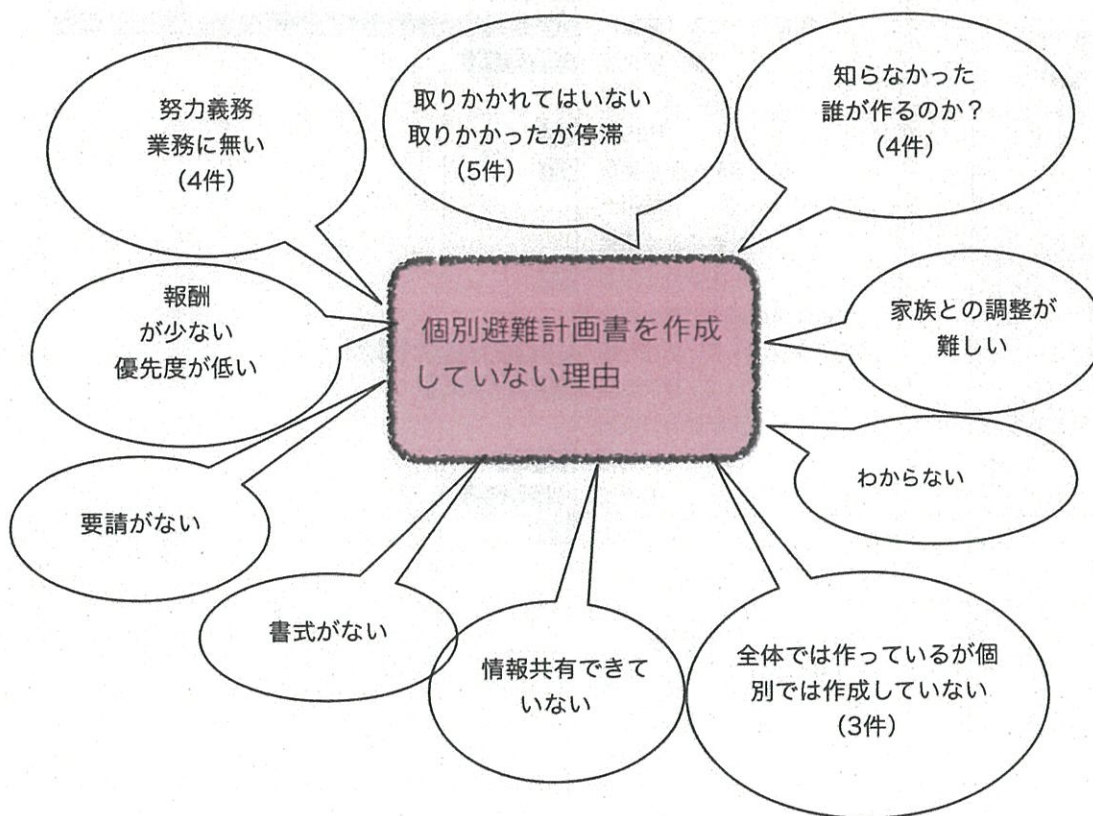 努力義務
業務に無い
(4件)
取りかかれてはいない
取りかかったが停滞
(5件)
知らなかった
誰が作るのか？
(4件)
報酬
が少ない
優先度が低い
個別避難計画書を作成
していない理由
家族との調整が
難しい
要請がない
わからない
書式がない
情報共有できて
いない
全体では作っているが個
別では作成していない
(3件)